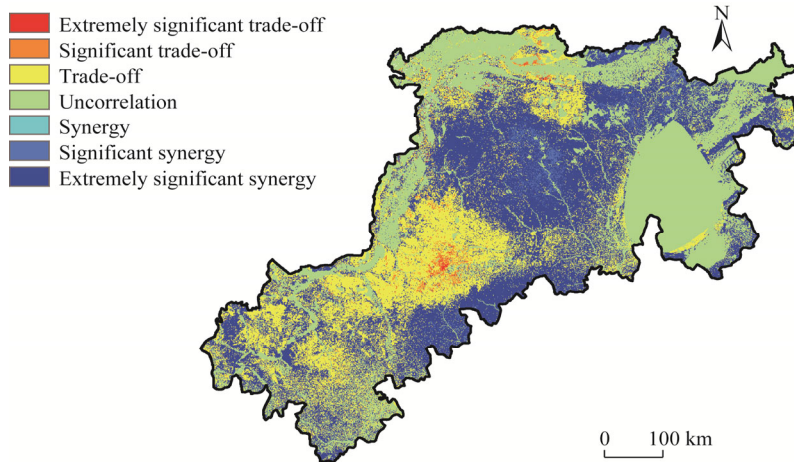 Extremely significant trade-off
Significant trade-off
Trade-off
Uncorrelation
Synergy
Significant synergy
Extremely significant synergy
N
0 100 km